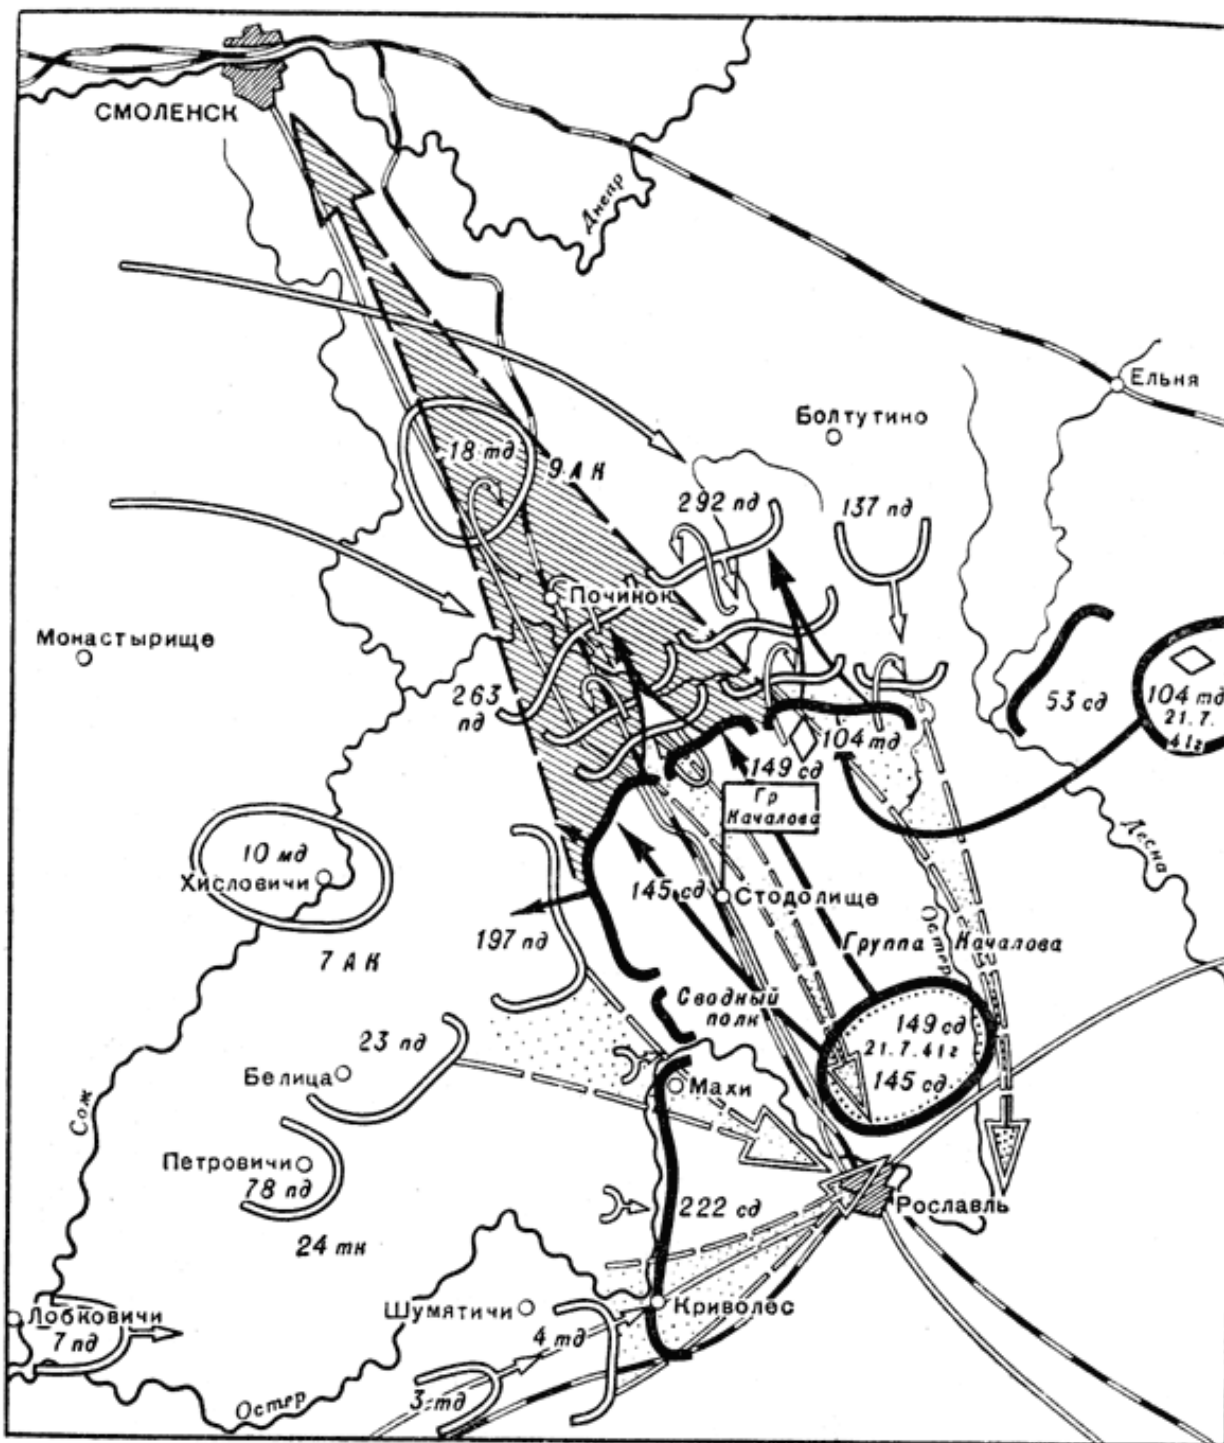 СМОЛЕНСК
Днепр
Ельня
Болтутино
18 тд
9 АК
292 пд
137 пд
Починок
Монастырище
263
пд
53 сд
104 тд
21.7.
41г
104 тд
149 сд
Гр
Качалова
Десна
10 мд
Хисловичи
145 сд
Стодолище
7 АК
197 пд
Остер
Группа Качалова
Сводный
полк
149 сд
21.7.41г
145 сд
23 пд
Белица
Махи
Сож
Петровичи
78 пд
222 сд
Рославль
24 тк
Лобковичи
7 пд
Шумятичи
Криволес
4 тд
3 тд
Остер